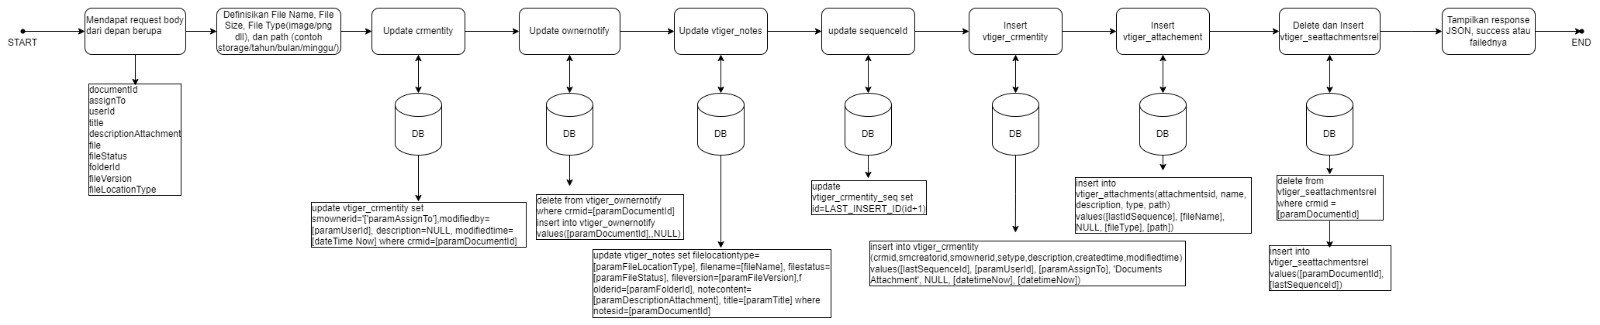 START
Mendapat request body
dari depan berupa
Definisikan File Name, File
Size, File Type(image/png
dll), dan path (contoh
storage/tahun/bulan/minggu/)
Update crmentity
Update ownernotify
Update vtiger_notes
update sequenceId
Insert
vtiger_crmentity
Insert
vtiger_attachement
Delete dan Insert
vtiger_seattachmentsrel
Tampilkan response
JSON, success atau
failednya
END
documentId
assignTo
userId
title
descriptionAttachment
file
fileStatus
folderId
fileVersion
fileLocationType
DB
DB
DB
DB
DB
DB
DB
update vtiger_crmentity set
smownerid='['paramAssignTo'],modifiedby=
[paramUserId], description=NULL, modifiedtime=
[dateTime Now] where crmid=[paramDocumentId]
delete from vtiger_ownernotify
where crmid=[paramDocumentId]
insert into vtiger_ownernotify
values([paramDocumentId],,NULL)
update vtiger_notes set filelocationtype=
[paramFileLocationType], filename=[fileName], filestatus=
[paramFileStatus], fileversion=[paramFileVersion],f
olderid=[paramFolderId], notecontent=
[paramDescriptionAttachment], title=[paramTitle] where
notesid=[paramDocumentId]
update
vtiger_crmentity_seq set
id=LAST_INSERT_ID(id+1)
insert into vtiger_crmentity
(crmid,smcreatorid,smownerid,setype,description,createdtime,modifiedtime)
values([lastSequenceId], [paramUserId], [paramAssignTo], 'Documents
Attachment', NULL, [datetimeNow], [datetimeNow])
insert into
vtiger_attachments(attachmentsid, name,
description, type, path)
values([lastIdSequence], [fileName],
NULL, [fileType], [path])
delete from
vtiger_seattachmentsrel
where crmid =
[paramDocumentId]
insert into
vtiger_seattachmentsrel
values([paramDocumentId],
[lastSequenceId])